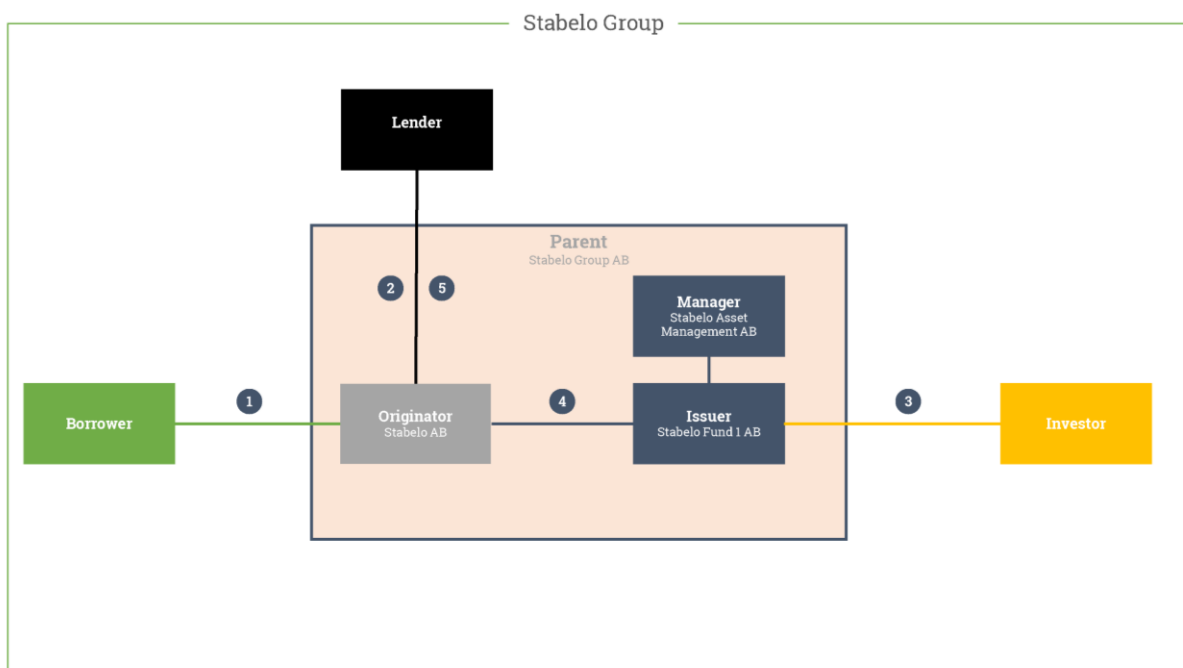 Stabelo Group
Lender
Parent
Stabelo Group AB
2
5
Manager
Stabelo Asset
Management AB
Borrower
1
Originator
Stabelo AB
4
Issuer
Stabelo Fund 1 AB
3
Investor